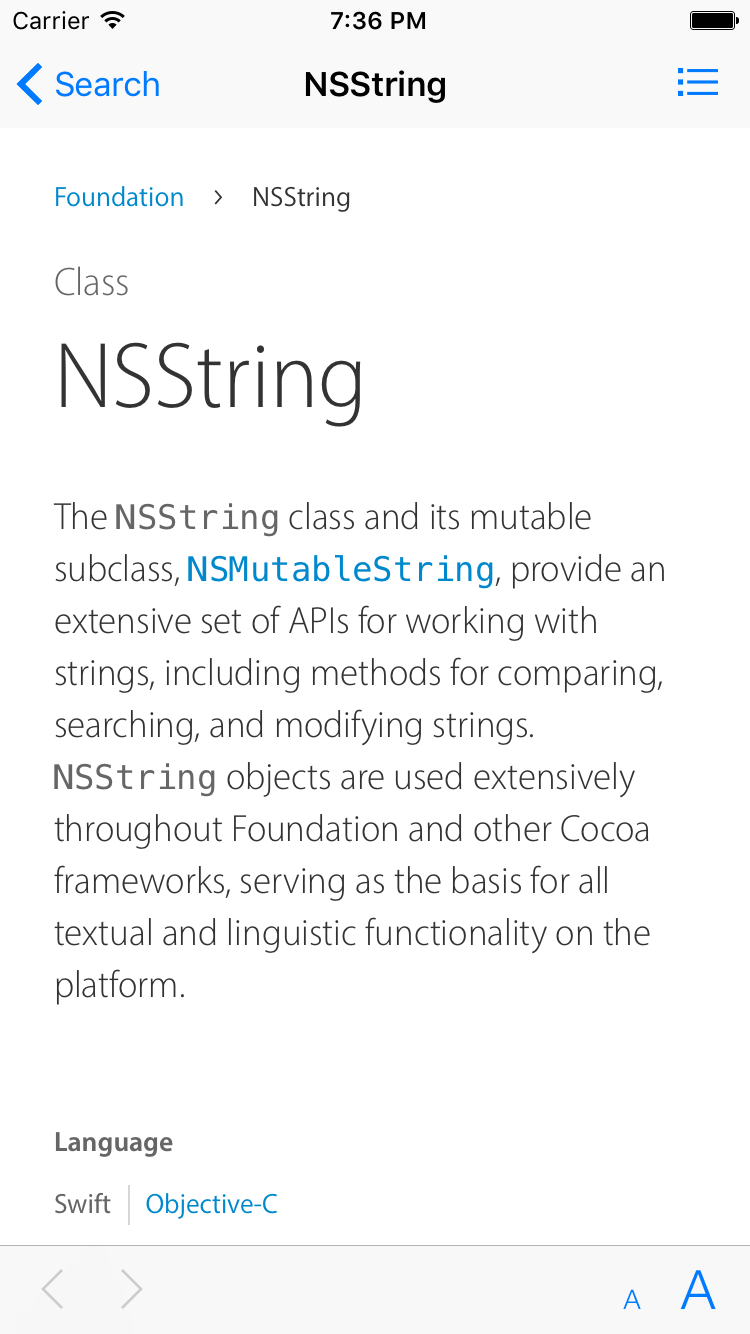 Carrier 7:36 PM
Search NSString
Foundation > NSString
Class
NSString
The NSString class and its mutable
subclass, NSMutableString, provide an
extensive set of APIs for working with
strings, including methods for comparing,
searching, and modifying strings.
NSString objects are used extensively
throughout Foundation and other Cocoa
frameworks, serving as the basis for all
textual and linguistic functionality on the
platform.
Language
Swift Objective-C
A A